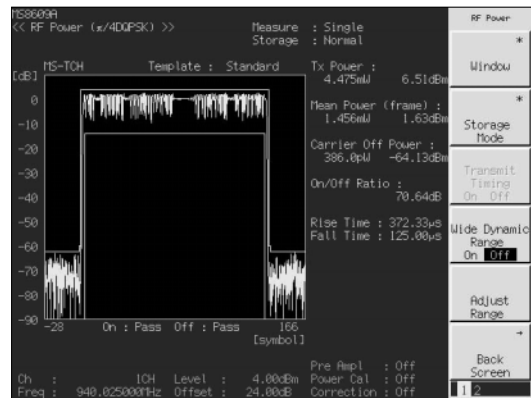 MS8609A
<< RF Power (π/4DQPSK) >>
Measure : Single
Storage : Normal
MS-TCH Template : Standard
[dB]
0
-10
-20
-30
-40
-50
-60
-70
-80
-90
-28 On : Pass Off : Pass 166
[symbol]
Tx Power :
4.475mW 6.51dBm
Mean Power (frame) :
1.456mW 1.63dBm
Carrier Off Power :
386.0pW -64.13dBm
On/Off Ratio :
70.64dB
Rise Time : 372.33μs
Fall Time : 125.00μs
Pre Ampl : Off
Ch : 1CH Level : 4.00dBm Power Cal : Off
Freq : 940.025000MHz Offset : 24.00dB Correction : Off
RF Power
*
Window
*
Storage
Mode
Transmit
Timing
On Off
Wide Dynamic
Range
On Off
Adjust
Range
→
Back
Screen
1 2